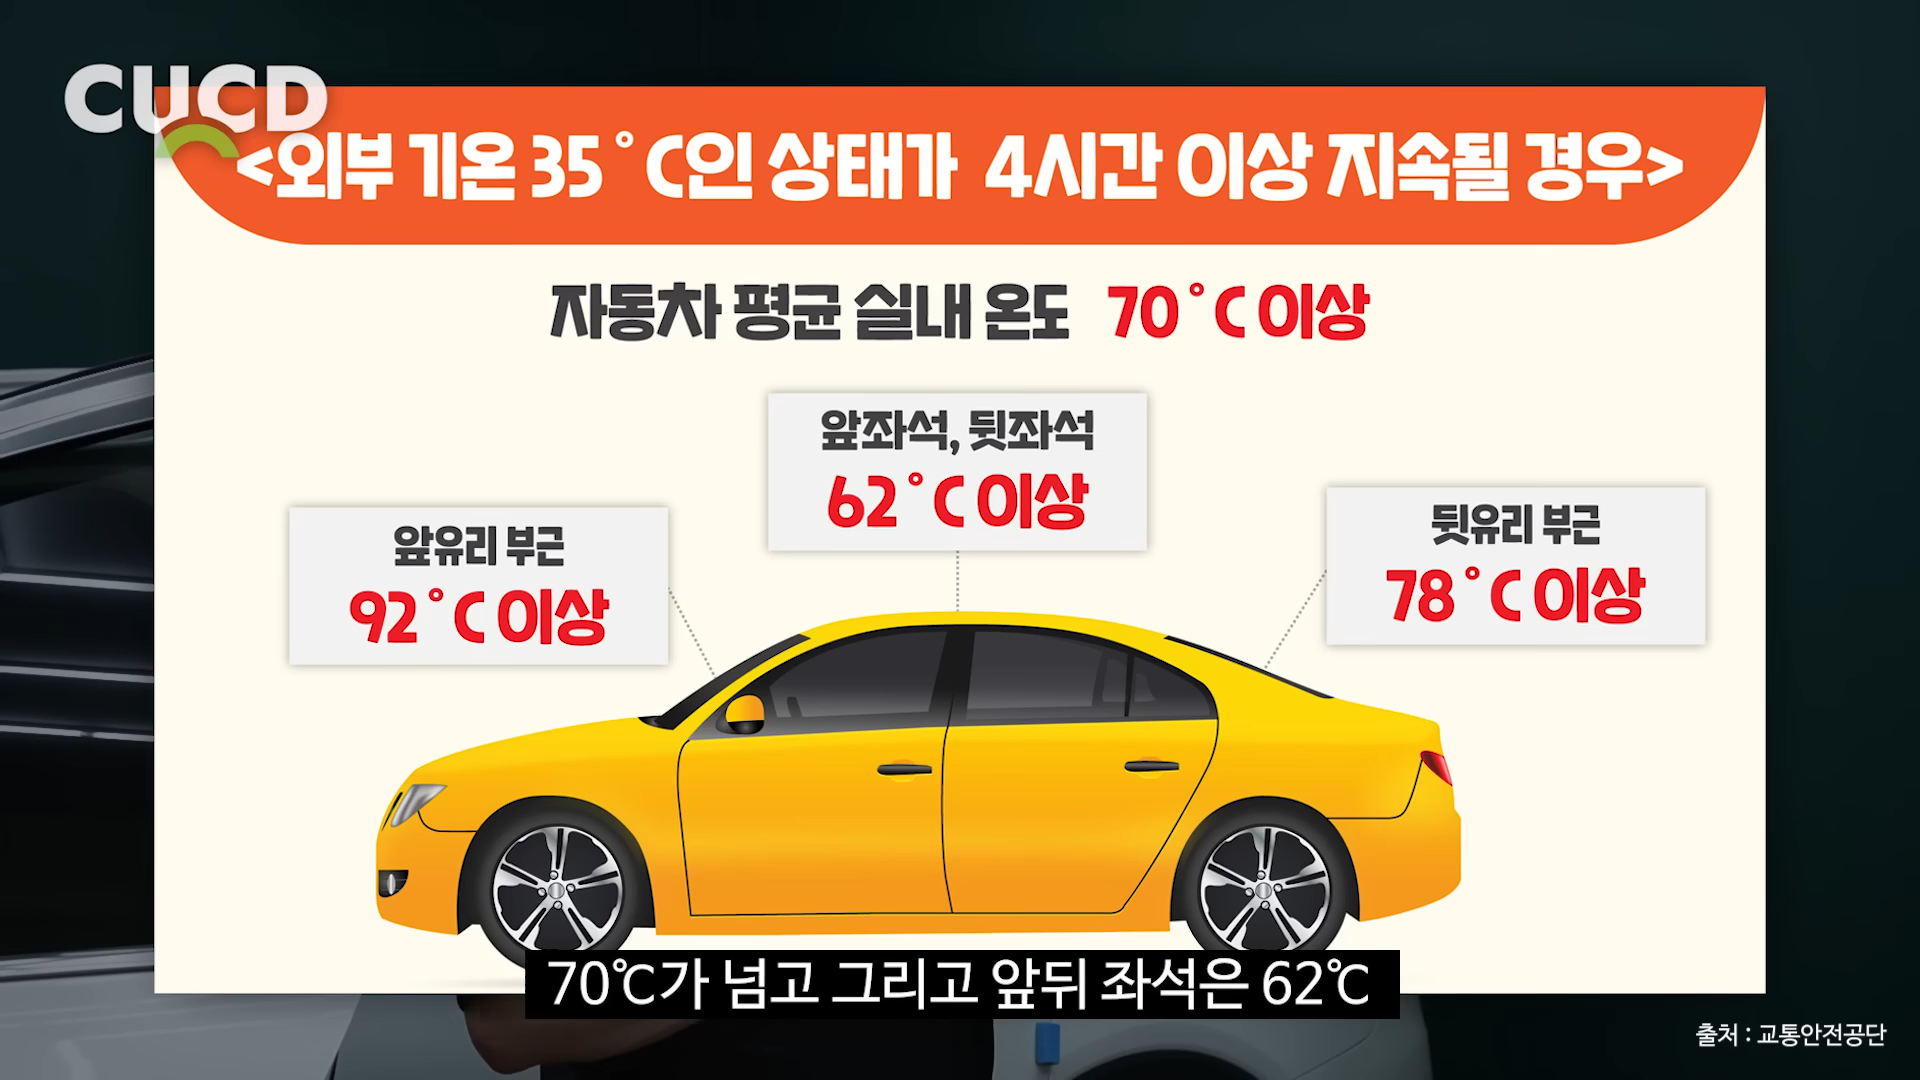 CUCD
<외부 기온 35°C인 상태가 4시간 이상 지속될 경우>
자동차 평균 실내 온도 70°C 이상
앞좌석, 뒷좌석
62°C 이상
앞유리 부근
92°C 이상
뒷유리 부근
78°C 이상
70℃가 넘고 그리고 앞뒤 좌석은 62℃
출처 : 교통안전공단